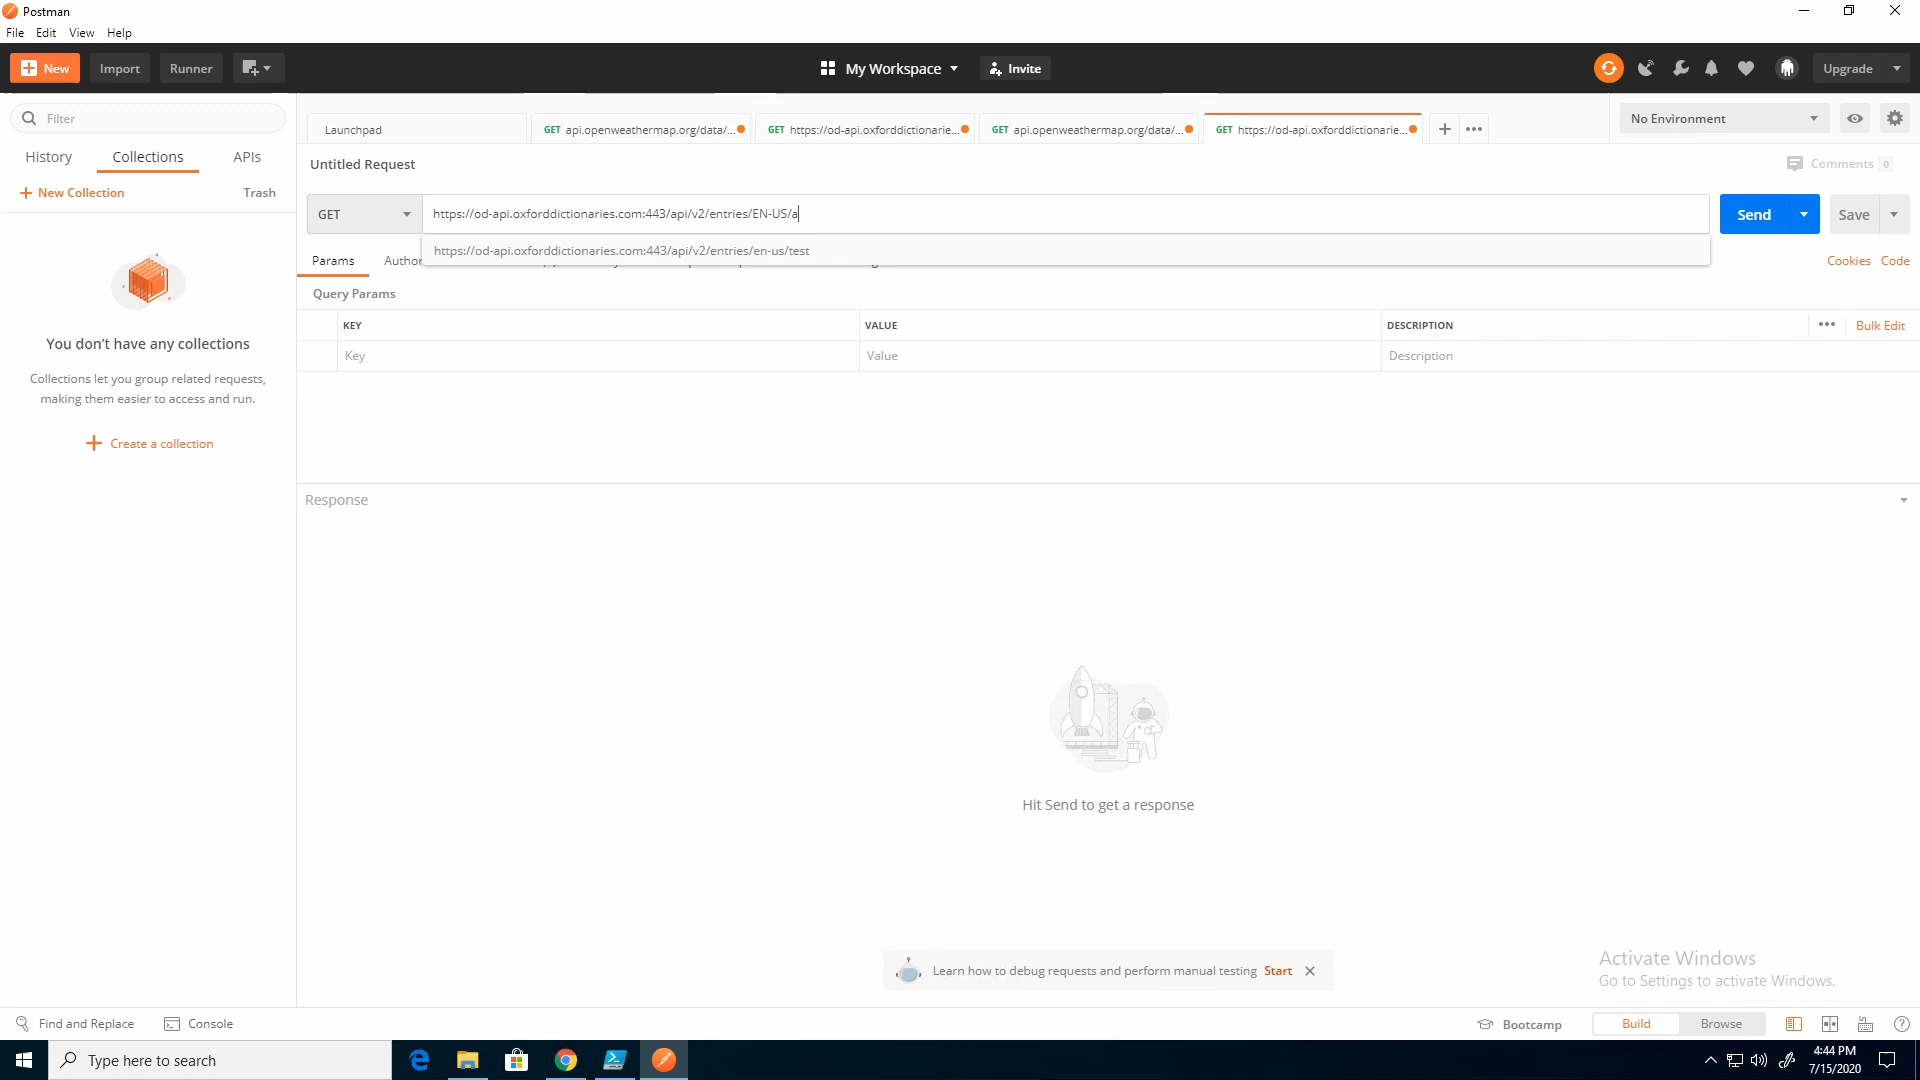 Postman
File Edit View Help
New Import Runner My Workspace Invite Upgrade
Filter
Launchpad GET api.openweathermap.org/data/... GET https://od-api.oxforddictionarie... GET api.openweathermap.org/data/... GET https://od-api.oxforddictionarie... No Environment
History Collections APIs
Untitled Request Comments 0
New Collection Trash
GET https://od-api.oxforddictionaries.com:443/api/v2/entries/EN-US/a Send Save
https://od-api.oxforddictionaries.com:443/api/v2/entries/en-us/test
Params Author Cookies Code
Query Params
KEY VALUE DESCRIPTION Bulk Edit
Key Value Description
You don't have any collections
Collections let you group related requests,
making them easier to access and run.
Create a collection
Response
Hit Send to get a response
Learn how to debug requests and perform manual testing Start
Activate Windows
Go to Settings to activate Windows.
Find and Replace Console Bootcamp Build Browse
Type here to search
4:44 PM
7/15/2020